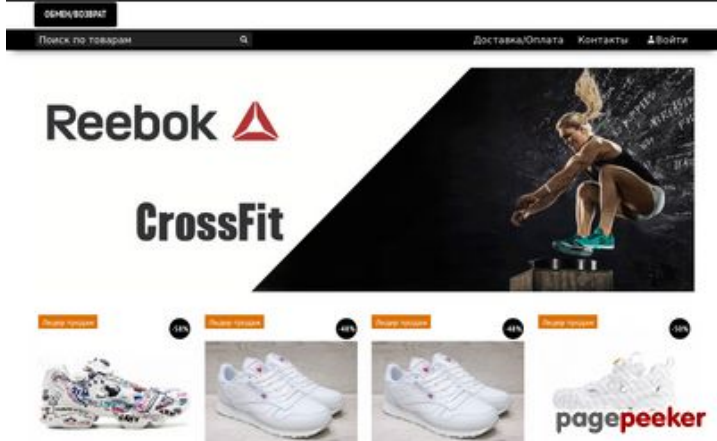 ОБМЕН/ВОЗВРАТ
Поиск по товарам
Доставка/Оплата Контакты Войти
Reebok
CrossFit
Лидер продаж -58% Лидер продаж -48% Лидер продаж -48% Лидер продаж -58%
pagepeeker